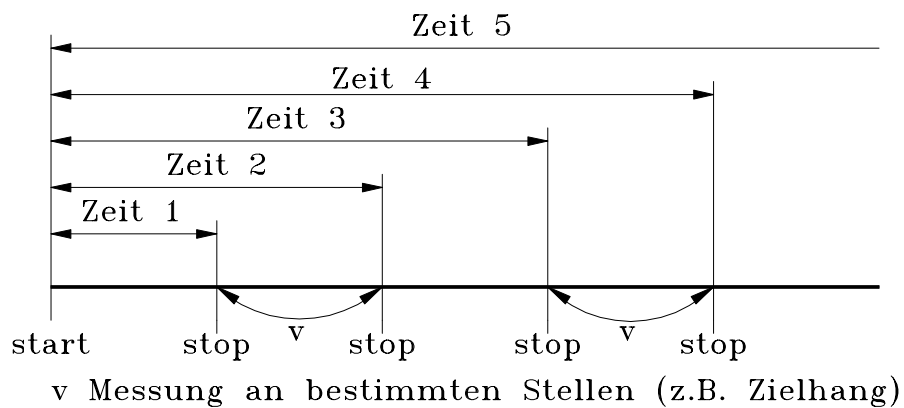 Zeit 5
Zeit 4
Zeit 3
Zeit 2
Zeit 1
v v
start stop stop stop stop
v Messung an bestimmten Stellen (z.B. Zielhang)